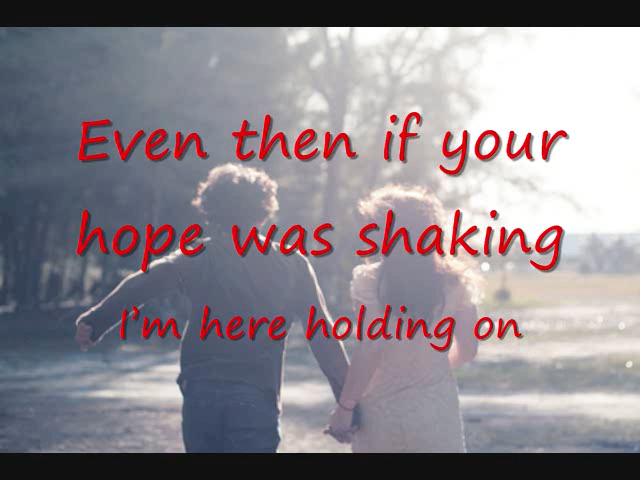 Even then if your
hope was shaking
I'm here holding on